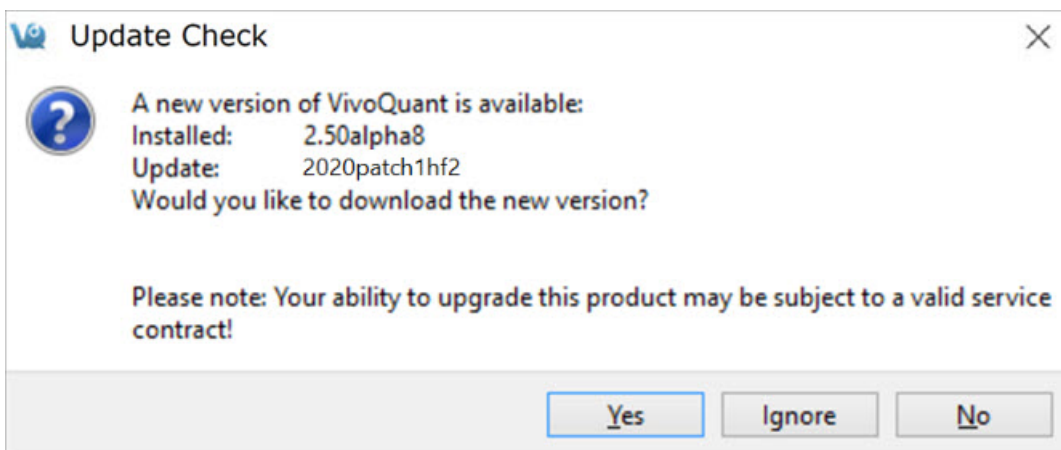 Update Check
A new version of VivoQuant is available:
Installed: 2.50alpha8
Update: 2020patch1hf2
Would you like to download the new version?
Please note: Your ability to upgrade this product may be subject to a valid service
contract!
Yes Ignore No